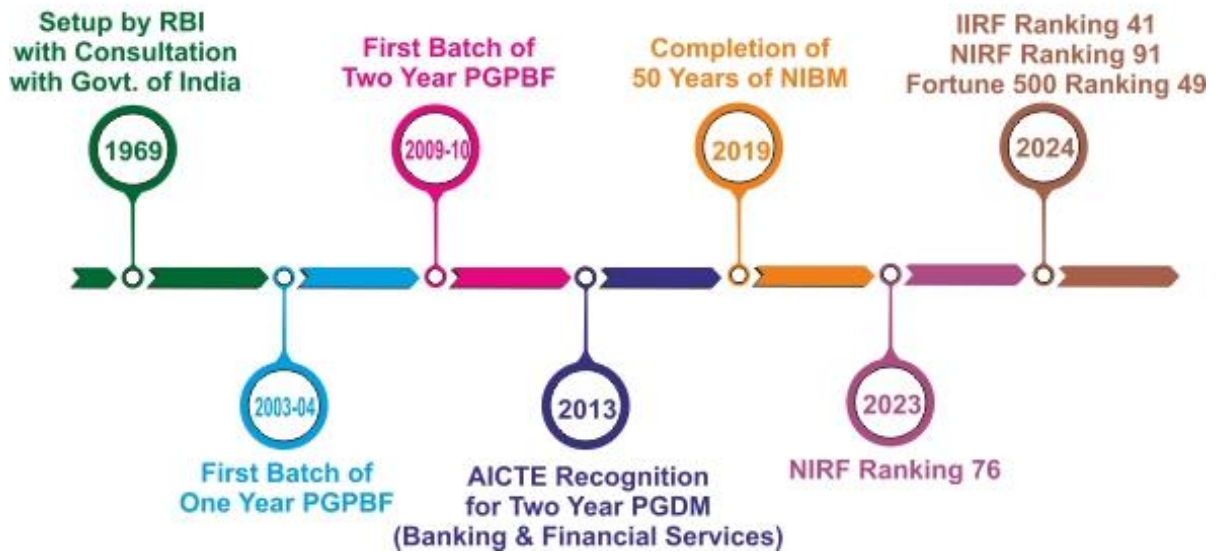 Setup by RBI
with Consultation
with Govt. of India
1969
2003-04
First Batch of
One Year PGPBF
First Batch of
Two Year PGPBF
2009-10
2013
AICTE Recognition
for Two Year PGDM
(Banking & Financial Services)
Completion of
50 Years of NIBM
2019
2023
NIRF Ranking 76
IIRF Ranking 41
NIRF Ranking 91
Fortune 500 Ranking 49
2024